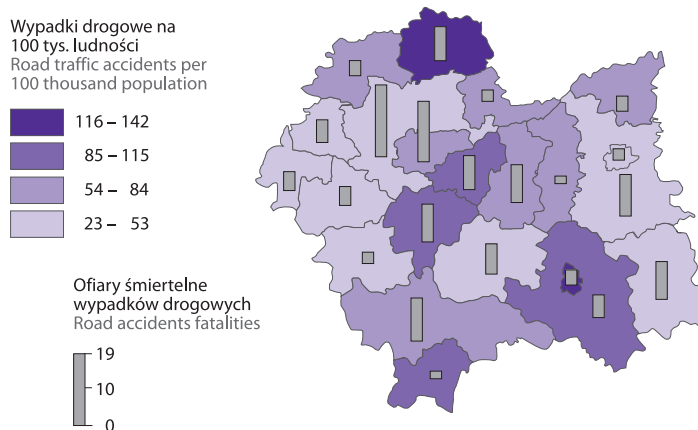 Wypadki drogowe na
100 tys. ludności
Road traffic accidents per
100 thousand population
116 – 142
85 – 115
54 – 84
23 – 53
Ofiary śmiertelne
wypadków drogowych
Road accidents fatalities
19
10
0